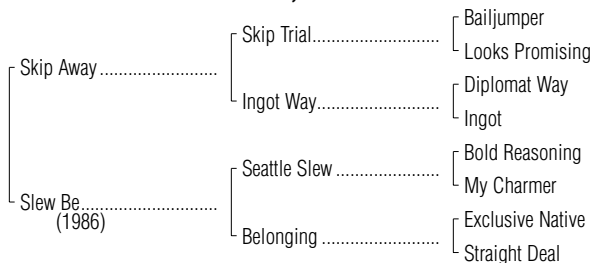 Bailjumper
Skip Trial
Looks Promising
Skip Away
Diplomat Way
Ingot Way
Ingot
Bold Reasoning
Seattle Slew
My Charmer
Slew Be
(1986)
Exclusive Native
Belonging
Straight Deal